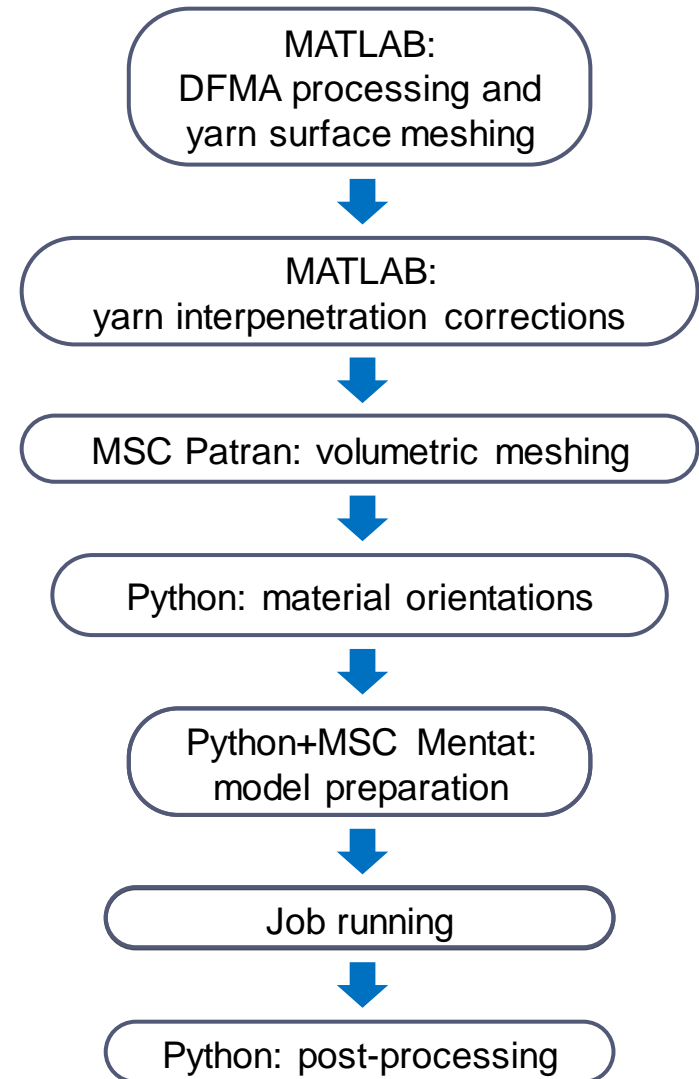 MATLAB:
DFMA processing and
yarn surface meshing
MATLAB:
yarn interpenetration corrections
MSC Patran: volumetric meshing
Python: material orientations
Python+MSC Mentat:
model preparation
Job running
Python: post-processing